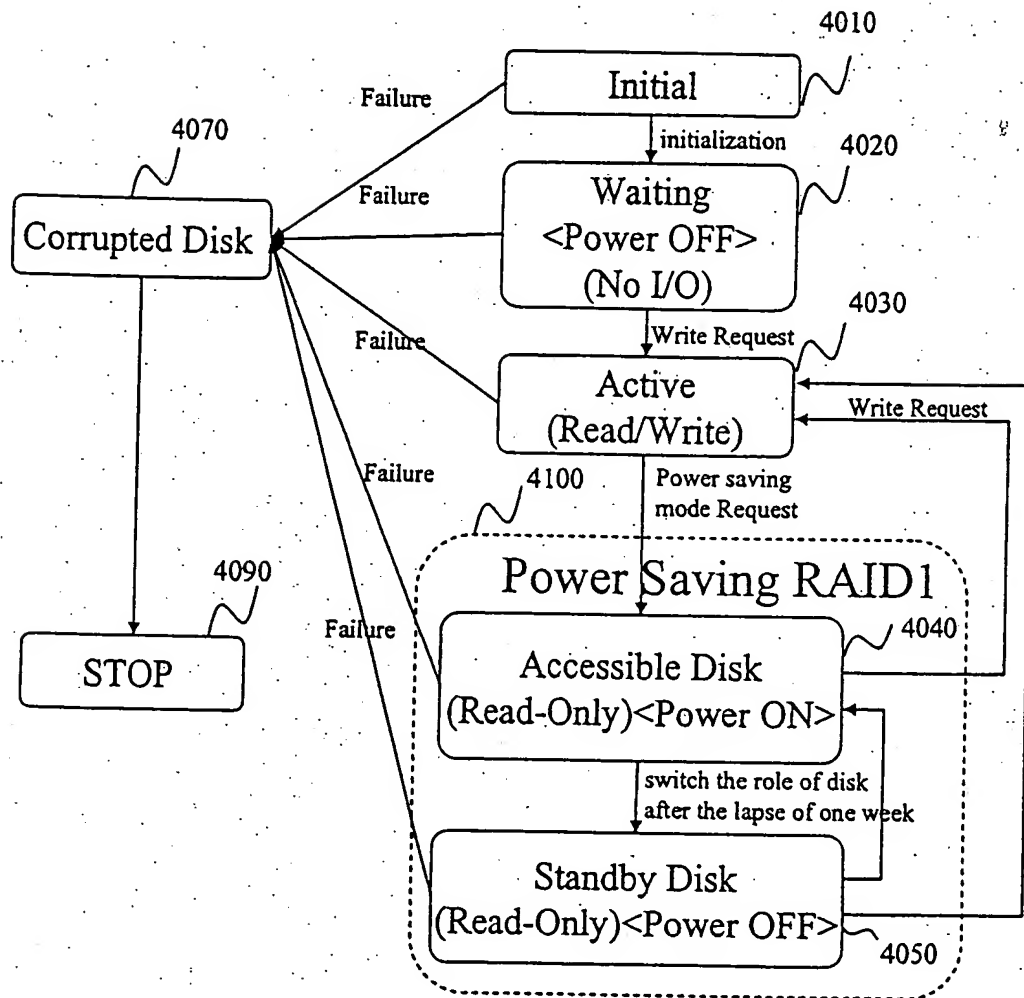 4010
Initial
Failure
initialization
4070
4020
Corrupted Disk
Failure
Waiting
<Power OFF>
(No I/O)
Write Request
4030
Failure
Active
(Read/Write)
Write Request
Failure
4100
Power saving
mode Request
Power Saving RAID1
4090
STOP
Failure
4040
Accessible Disk
(Read-Only)<Power ON>
switch the role of disk
after the lapse of one week
Standby Disk
(Read-Only)<Power OFF>
4050